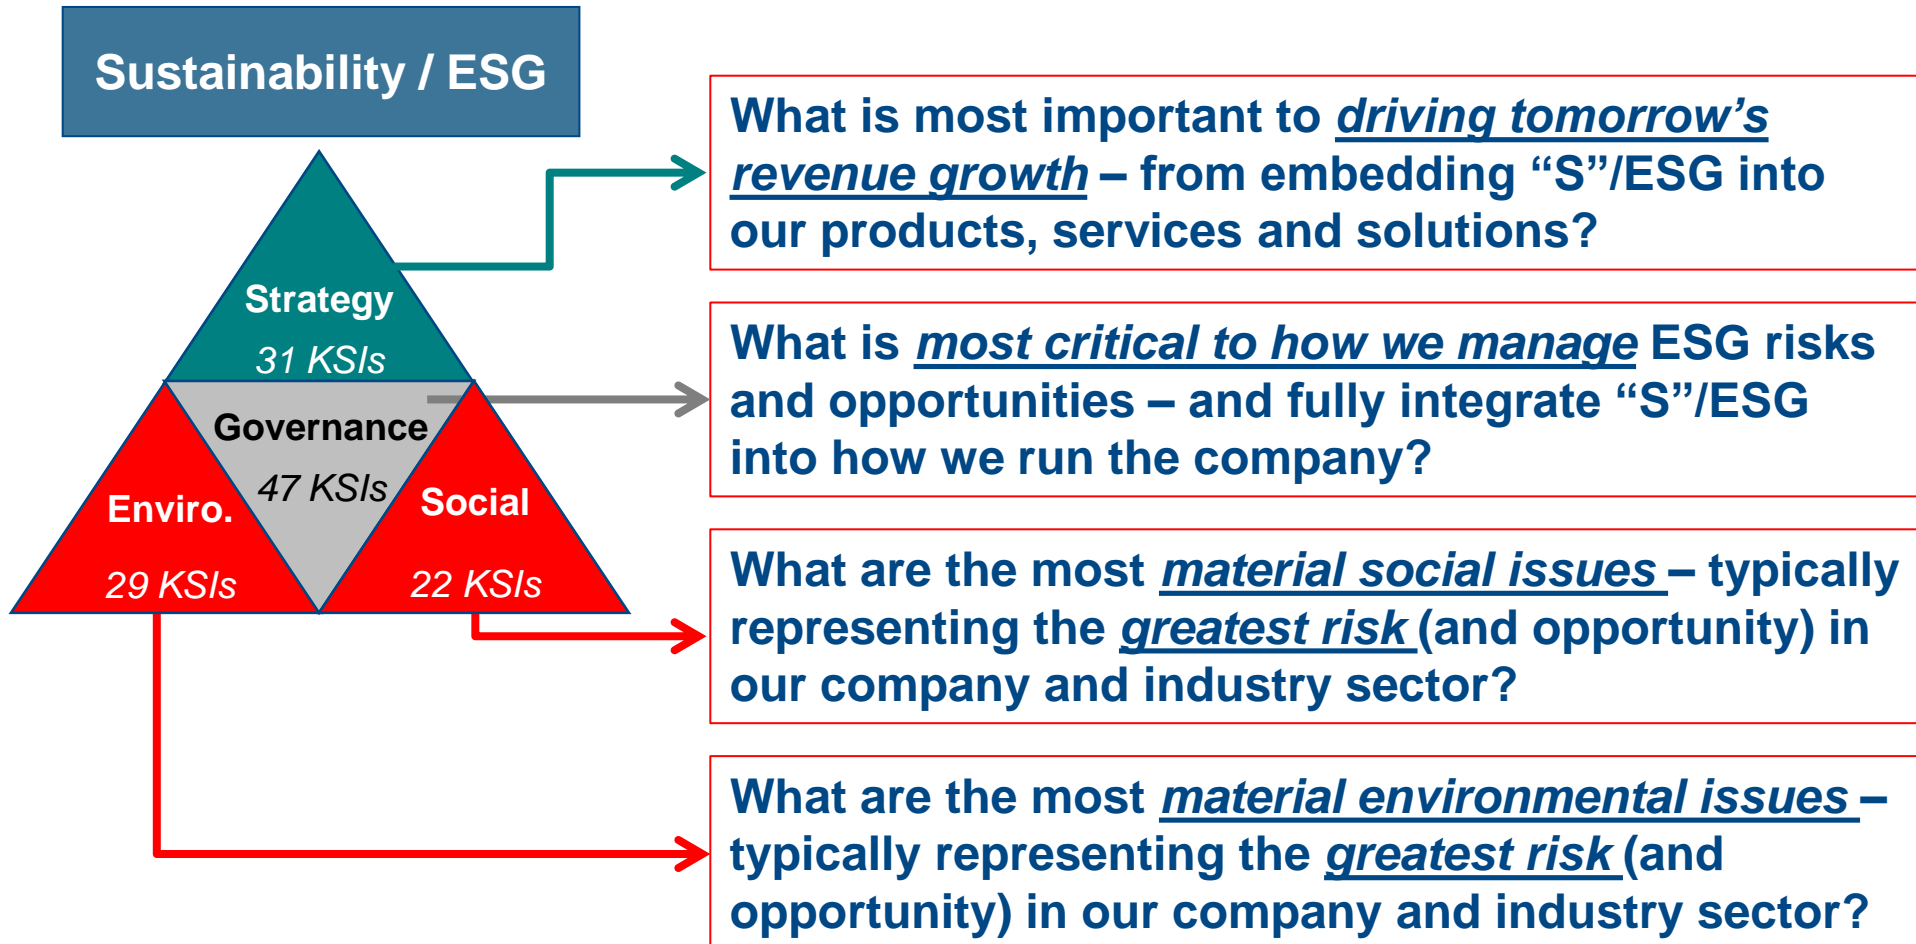 Sustainability / ESG
Strategy
31 KSIs
Governance
47 KSIs
Enviro.
29 KSIs
Social
22 KSIs
What is most important to driving tomorrow’s
revenue growth – from embedding “S”/ESG into
our products, services and solutions?
What is most critical to how we manage ESG risks
and opportunities – and fully integrate “S”/ESG
into how we run the company?
What are the most material social issues – typically
representing the greatest risk (and opportunity) in
our company and industry sector?
What are the most material environmental issues –
typically representing the greatest risk (and
opportunity) in our company and industry sector?